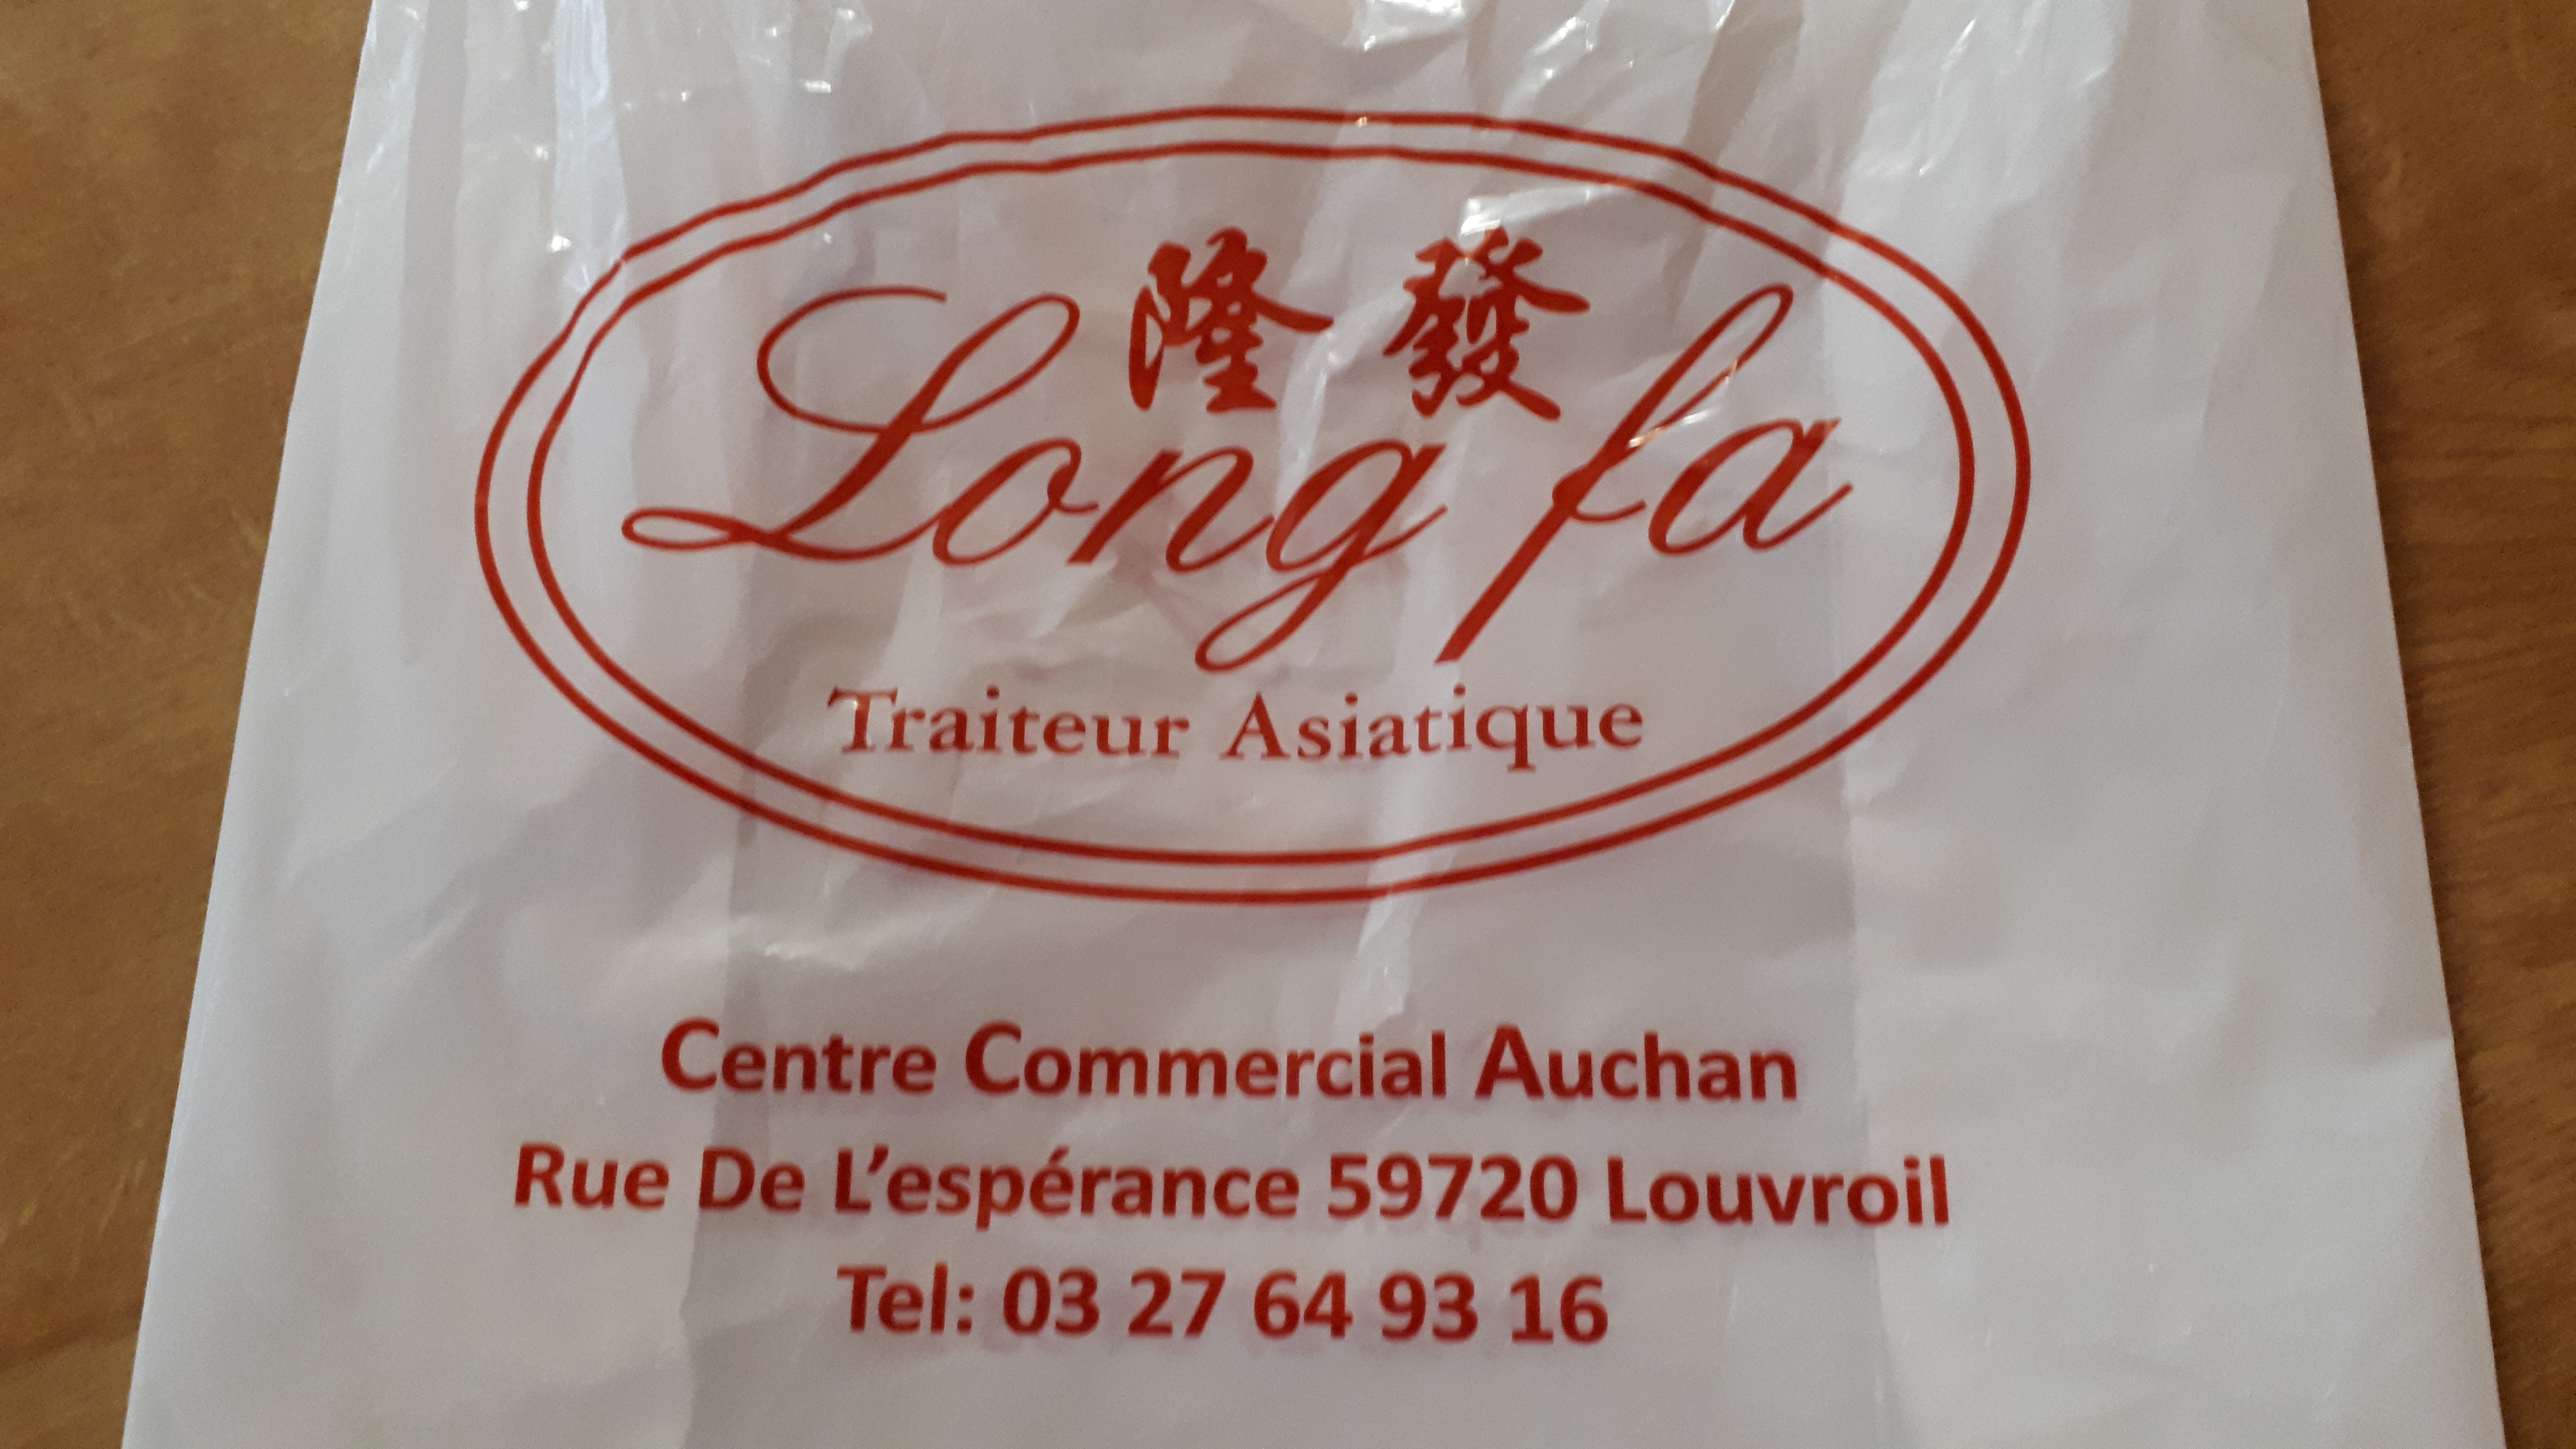 隆發
Long fa
Traiteur Asiatique
Centre Commercial Auchan
Rue De L’espérance 59720 Louvroil
Tel: 03 27 64 93 16